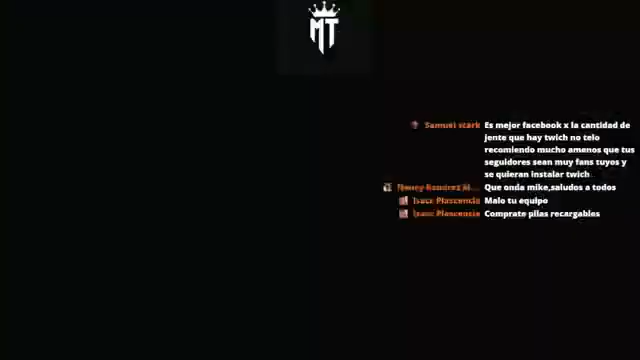 MT
Samuel stark Es mejor facebook x la cantidad de
jente que hay twich no telo
recomiendo mucho amenos que tus
seguidores sean muy fans tuyos y
se quieran instalar twich
Ramirez Que onda mike,saludos a todos
Isacc Plascencia Malo tu equipo
Isacc Plascencia Comprate pilas recargables